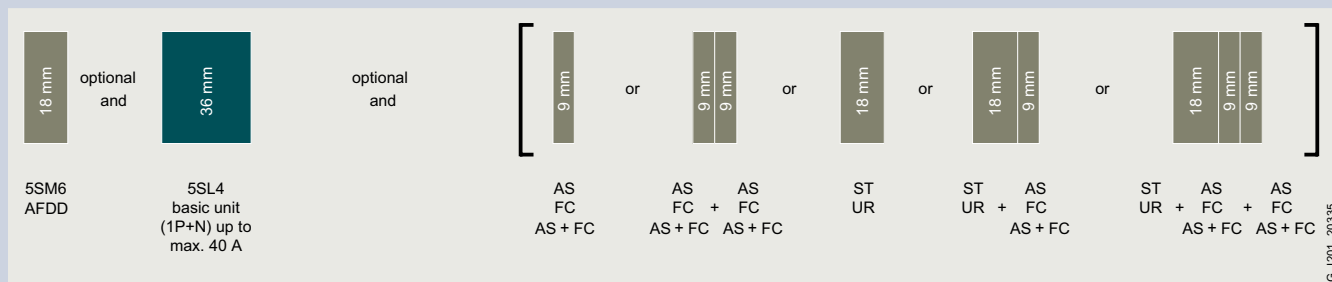 18 mm
optional
and
36 mm
optional
and
9 mm
or
9 mm
9 mm
or
18 mm
or
18 mm
9 mm
or
18 mm
9 mm
9 mm
5SM6
AFDD
5SL4
basic unit
(1P+N) up to
max. 40 A
AS
FC
AS + FC
AS AS
FC + FC
AS + FC AS + FC
ST
UR
ST AS
UR + FC
AS + FC
ST AS AS
UR + FC + FC
AS + FC AS + FC